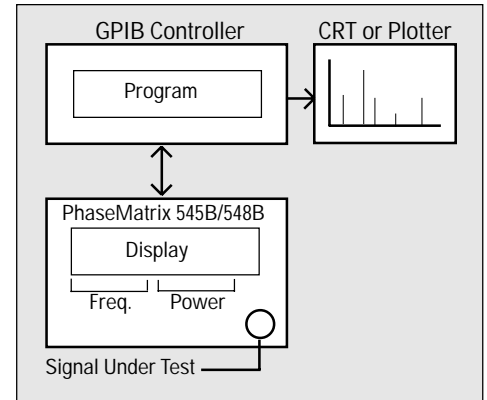 GPIB Controller
CRT or Plotter
Program
PhaseMatrix 545B/548B
Display
Freq. Power
Signal Under Test